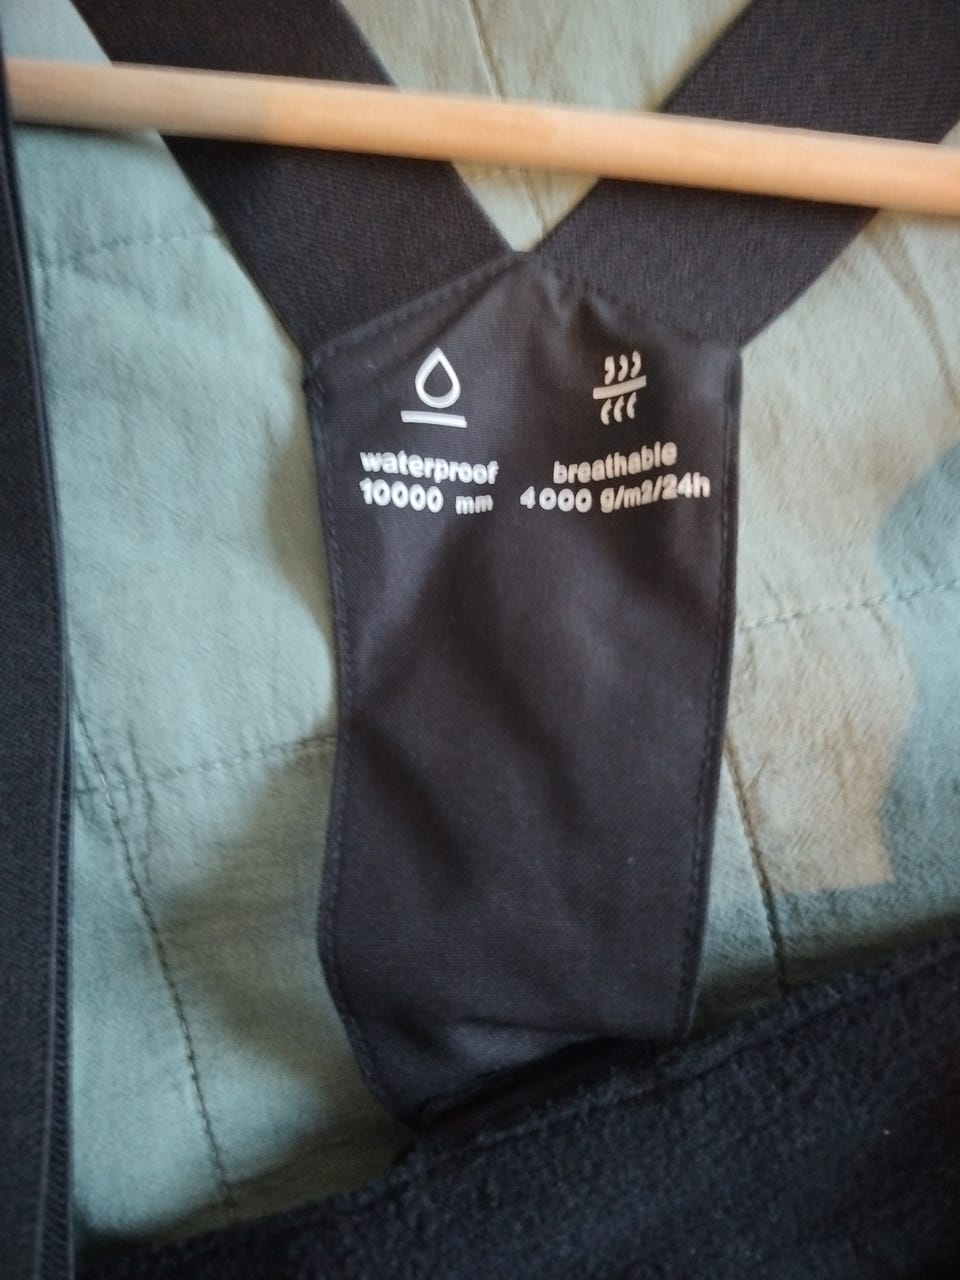 waterproof
10000 mm
breathable
4000 g/m2/24h